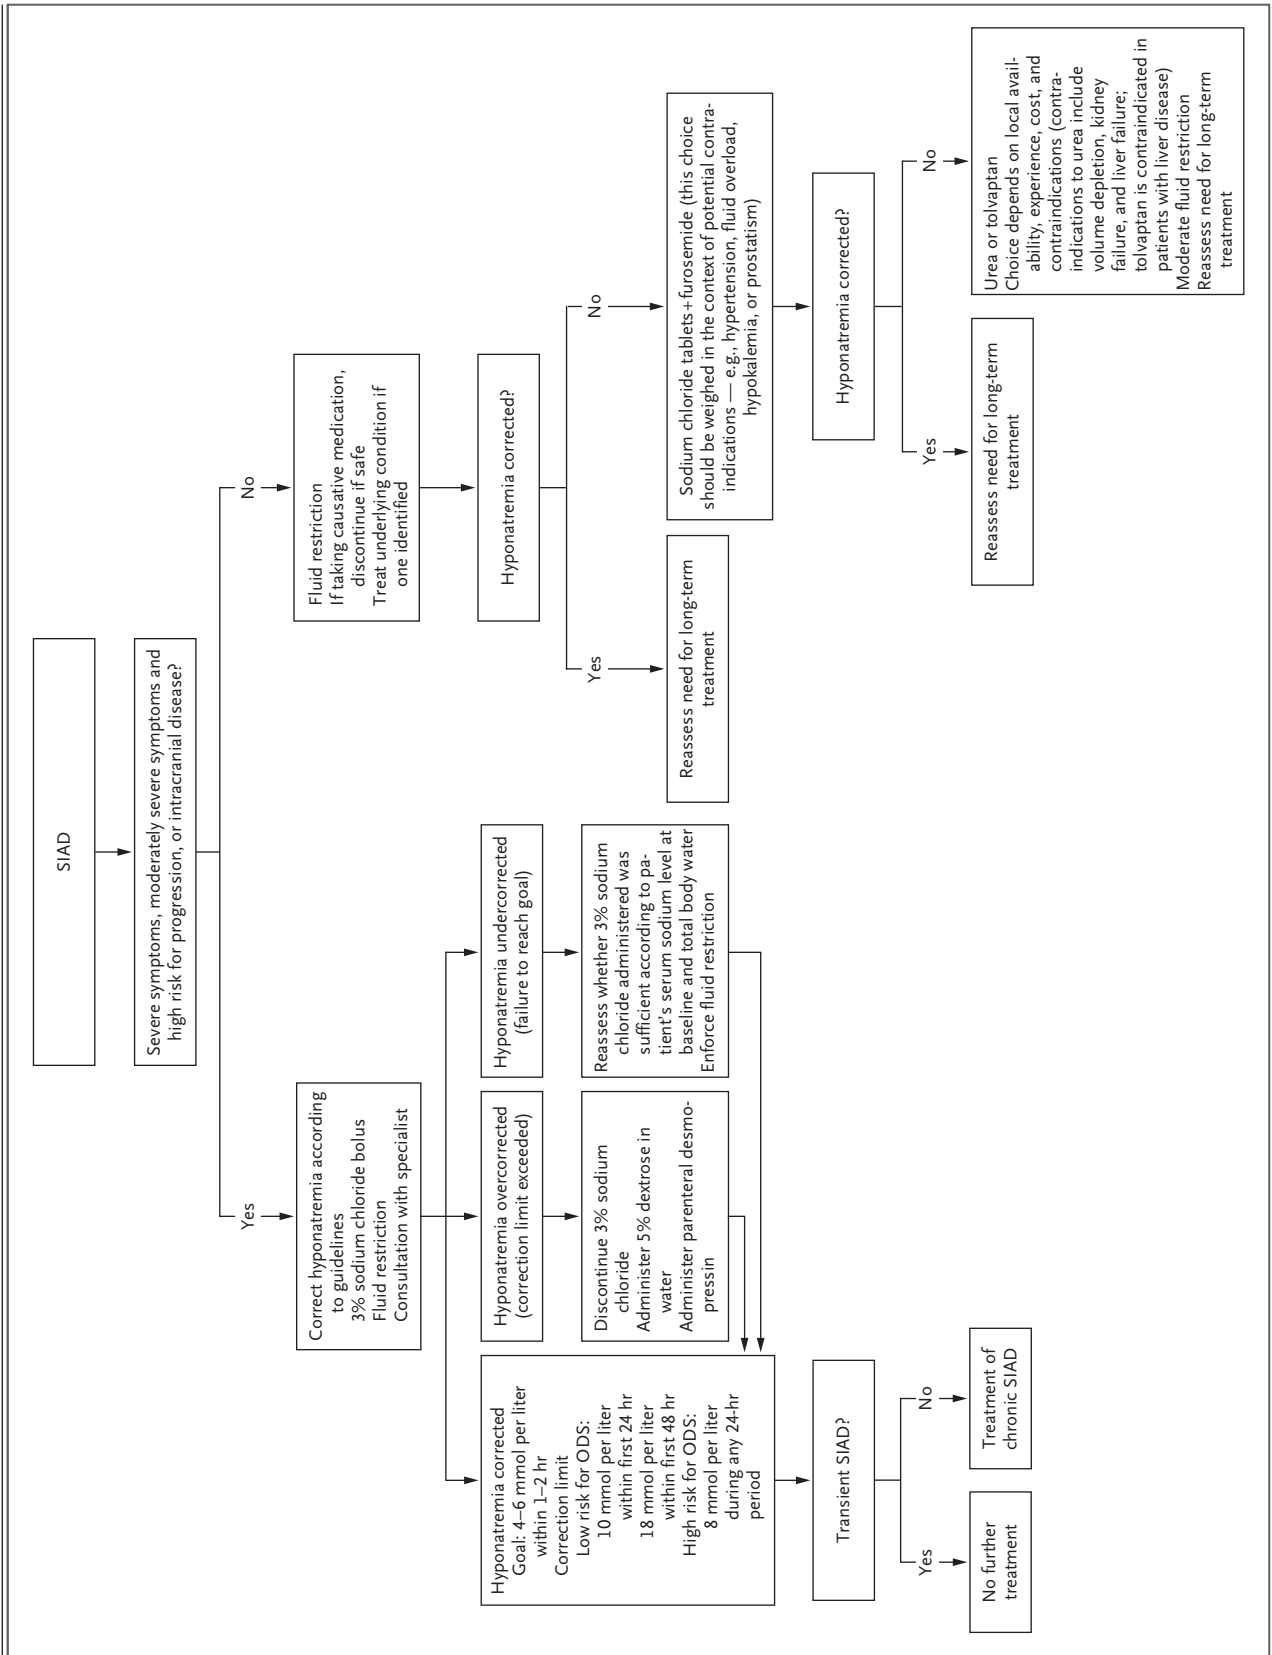 SIAD
Severe symptoms, moderately severe symptoms and
high risk for progression, or intracranial disease?
Yes
Correct hyponatremia according
to guidelines
3% sodium chloride bolus
Fluid restriction
Consultation with specialist
Hyponatremia corrected
Goal: 4–6 mmol per liter
within 1–2 hr
Correction limit
Low risk for ODS:
10 mmol per liter
within first 24 hr
18 mmol per liter
within first 48 hr
High risk for ODS:
8 mmol per liter
during any 24-hr
period
Hyponatremia overcorrected
(correction limit exceeded)
Discontinue 3% sodium
chloride
Administer 5% dextrose in
water
Administer parenteral desmo-
pressin
Hyponatremia undercorrected
(failure to reach goal)
Reassess whether 3% sodium
chloride administered was
sufficient according to pa-
tient's serum sodium level at
baseline and total body water
Enforce fluid restriction
Transient SIAD?
Yes
No further
treatment
No
Treatment of
chronic SIAD
No
Fluid restriction
If taking causative medication,
discontinue if safe
Treat underlying condition if
one identified
Hyponatremia corrected?
Yes
Reassess need for long-term
treatment
No
Sodium chloride tablets+furosemide (this choice
should be weighed in the context of potential contra-
indications — e.g., hypertension, fluid overload,
hypokalemia, or prostatism)
Hyponatremia corrected?
Yes
Reassess need for long-term
treatment
No
Urea or tolvaptan
Choice depends on local avail-
ability, experience, cost, and
contraindications (contra-
indications to urea include
volume depletion, kidney
failure, and liver failure;
tolvaptan is contraindicated in
patients with liver disease)
Moderate fluid restriction
Reassess need for long-term
treatment